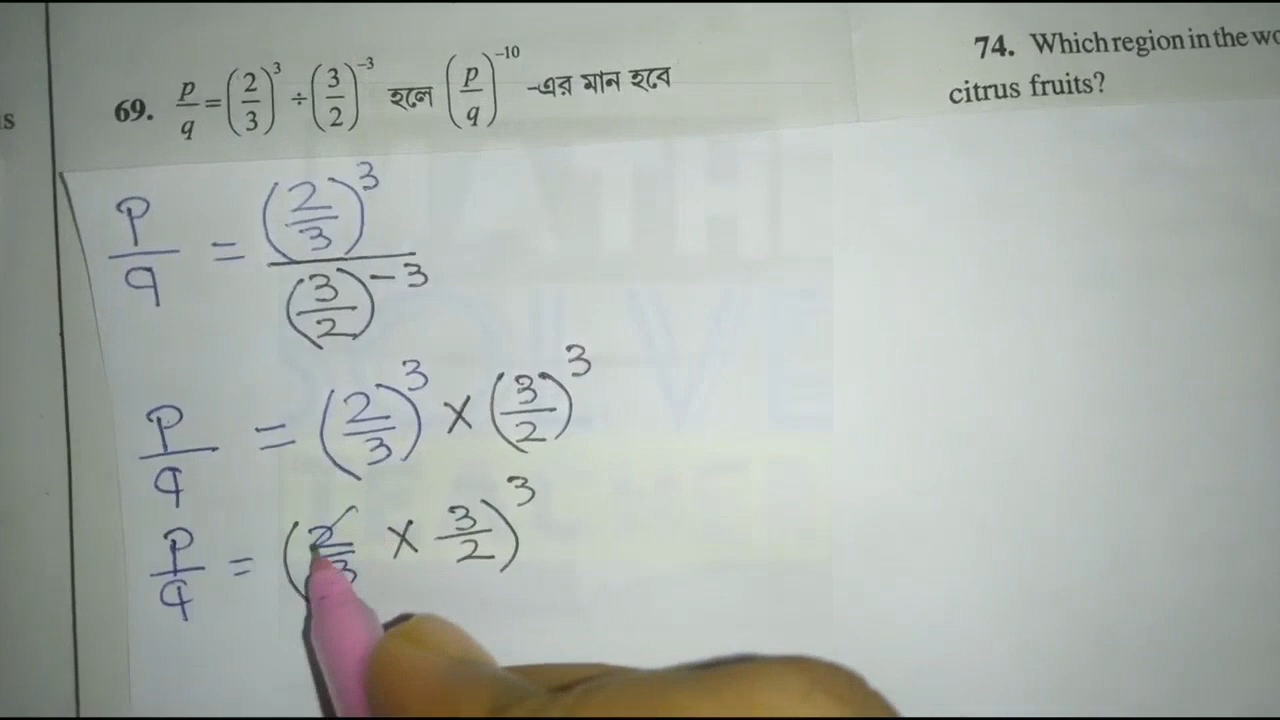 69. p/q = (2/3)^3 ÷ (3/2)^-3 হলে (p/q)^-10 -এর মান হবে
74. Which region in the
citrus fruits?
P/q = (2/3)^3 / (3/2)^-3
P/q = (2/3)^3 × (3/2)^3
P/q = (2/3 × 3/2)^3